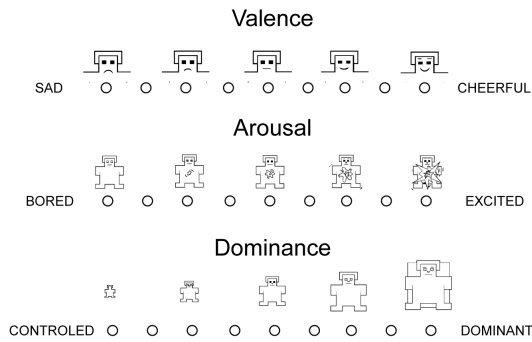 Valence
SAD CHEERFUL
Arousal
BORED EXCITED
Dominance
CONTROLED DOMINANT